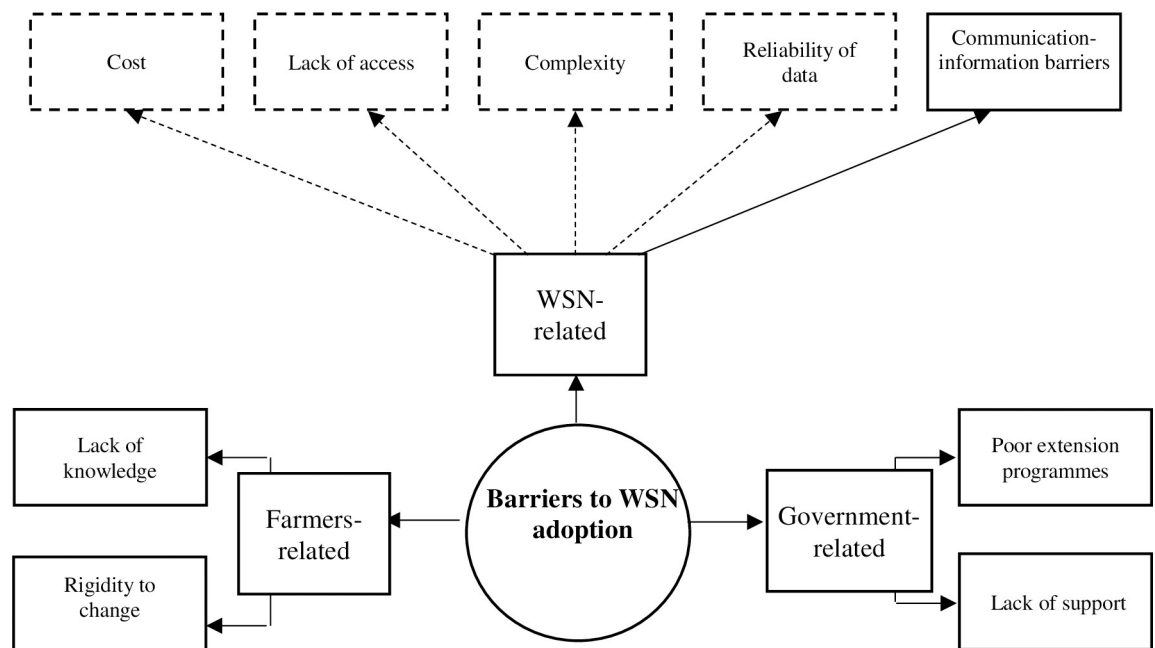 Cost
Lack of access
Complexity
Reliability of
data
Communication-
information barriers
WSN-
related
Lack of
knowledge
Farmers-
related
Rigidity to
change
Barriers to WSN
adoption
Government-
related
Poor extension
programmes
Lack of support